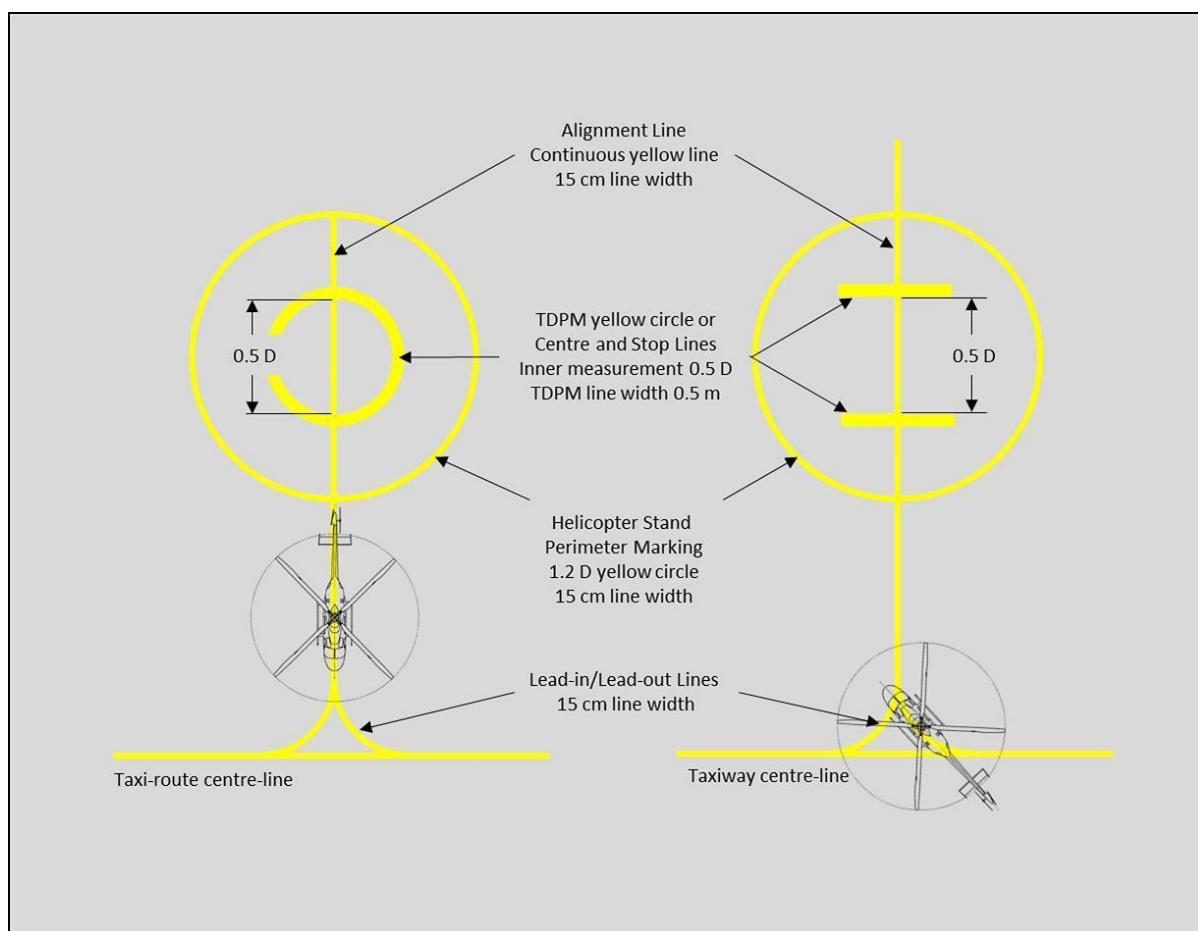 Alignment Line
Continuous yellow line
15 cm line width
0.5 D
TDPM yellow circle or
Centre and Stop Lines
Inner measurement 0.5 D
TDPM line width 0.5 m
0.5 D
Helicopter Stand
Perimeter Marking
1.2 D yellow circle
15 cm line width
Lead-in/Lead-out Lines
15 cm line width
Taxi-route centre-line
Taxiway centre-line